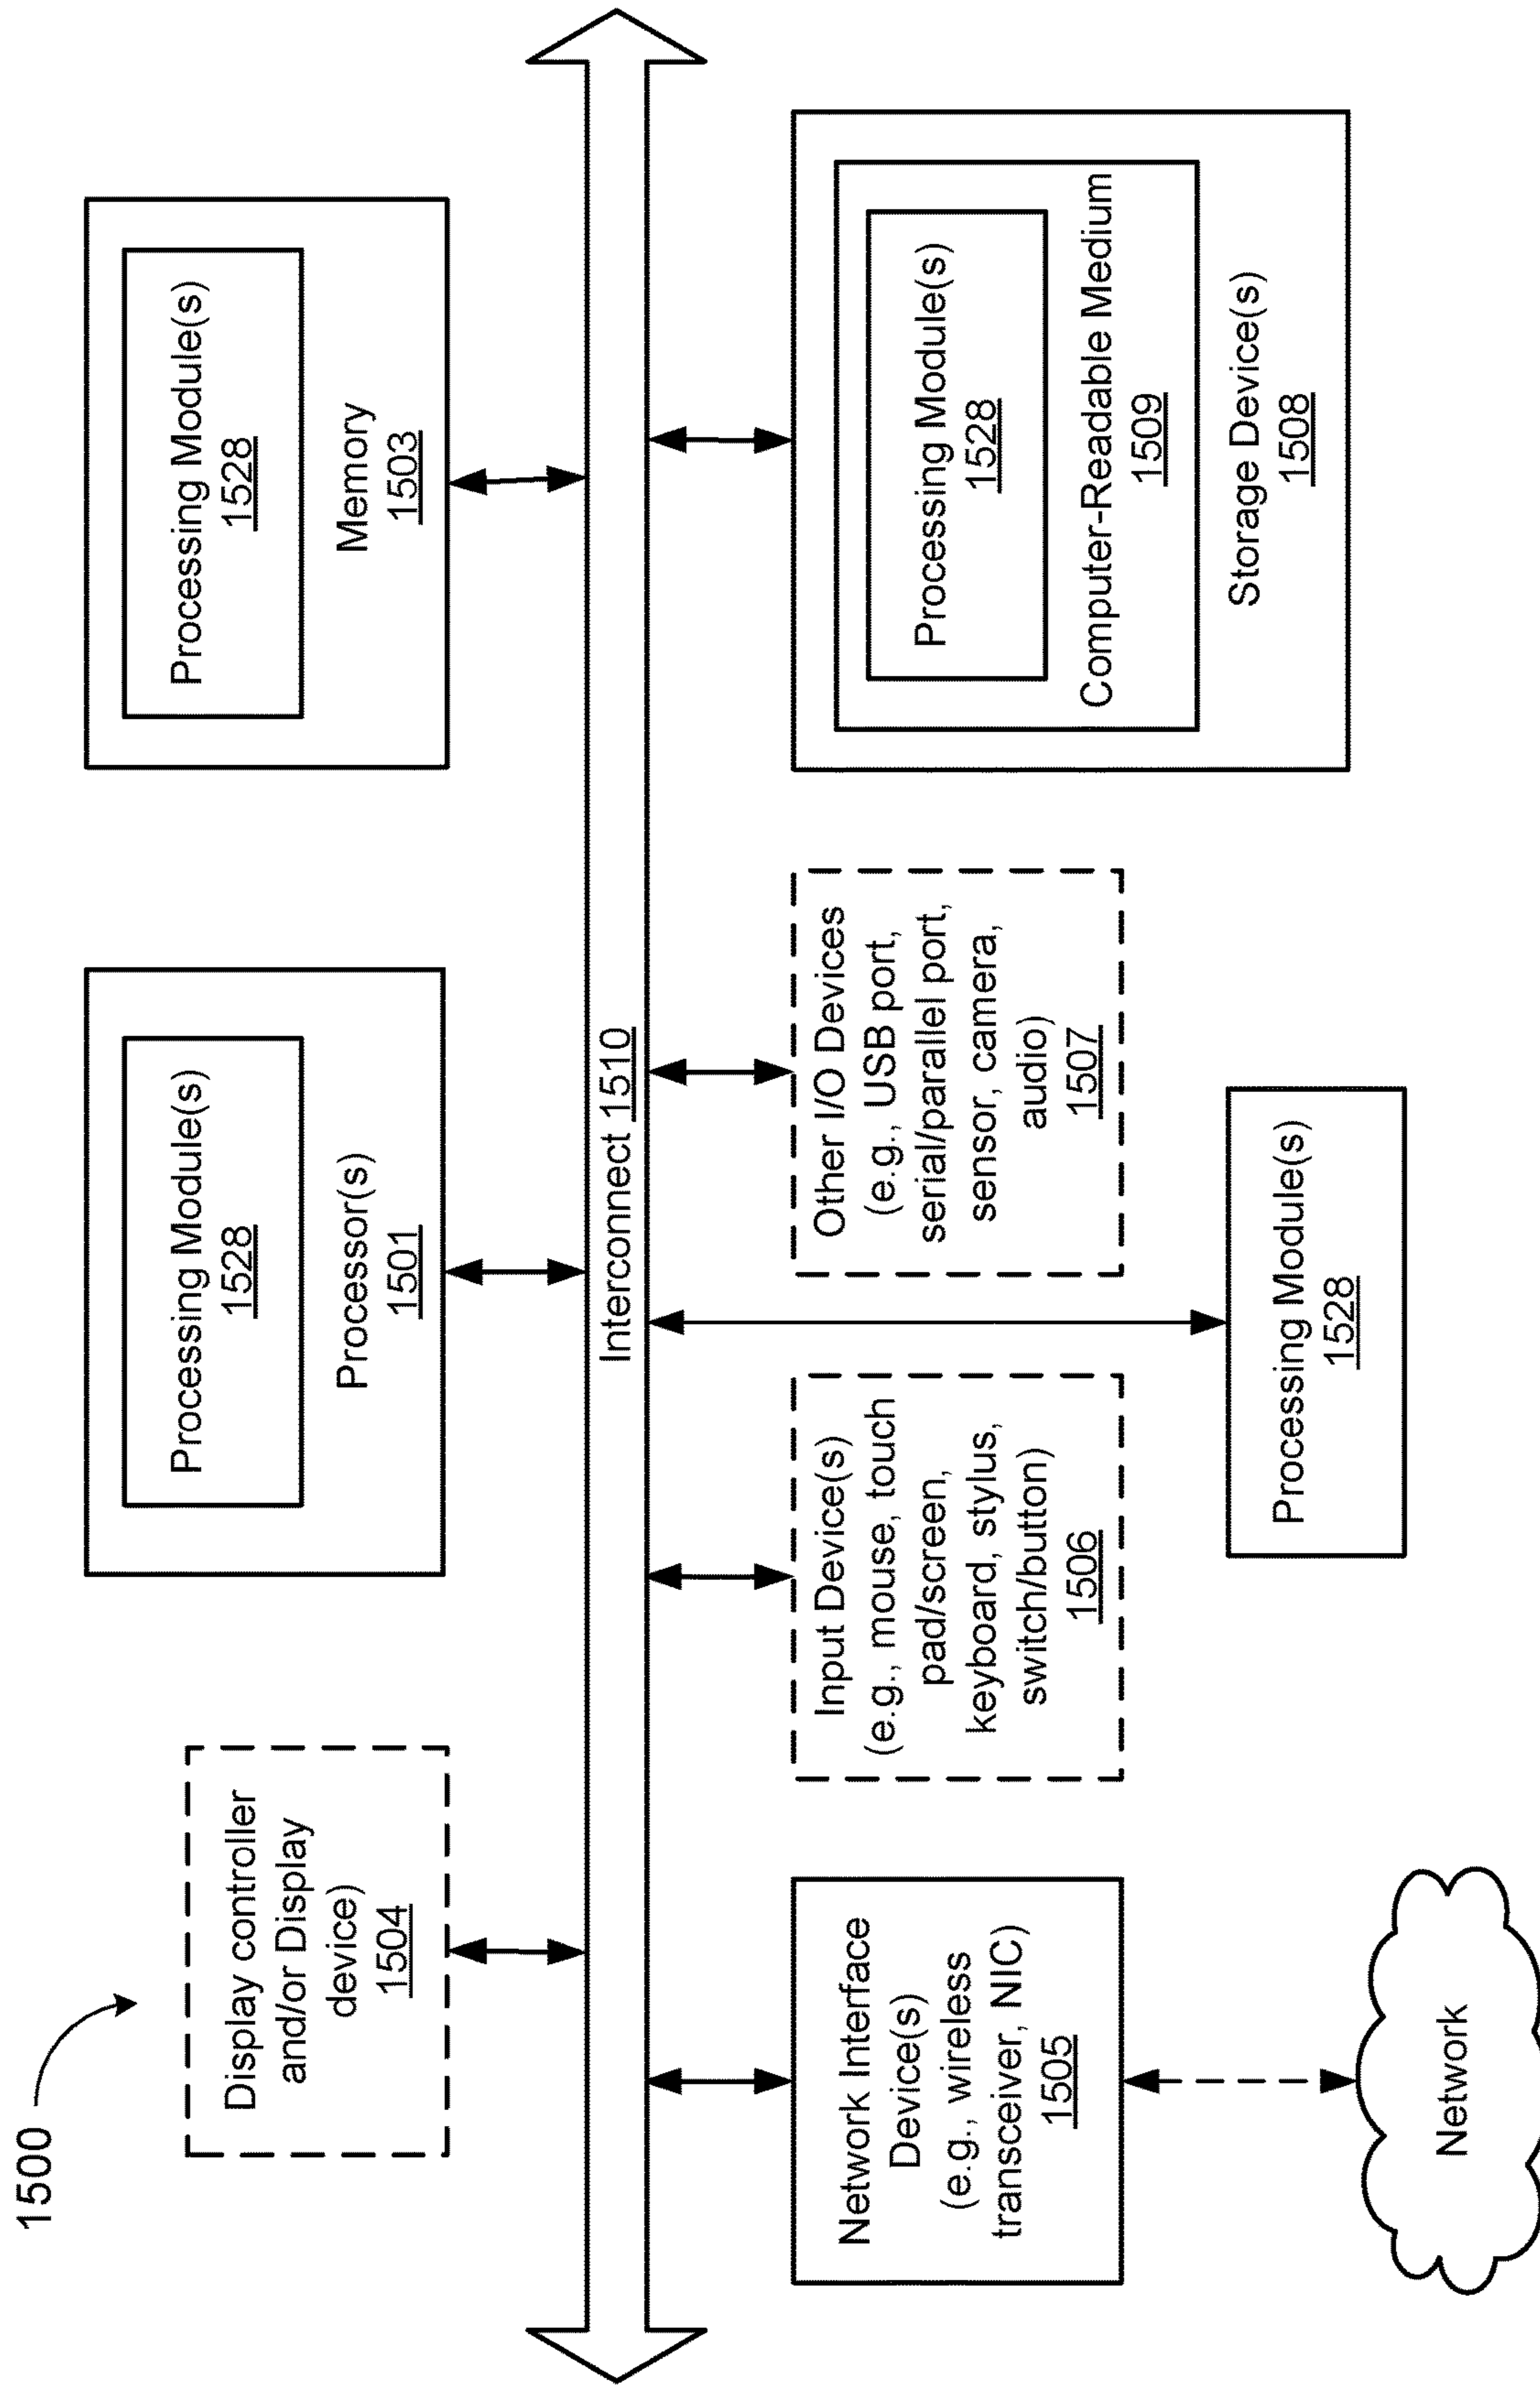 1500
Display controller
and/or Display
device)
1504
Processing Module(s)
1528
Processor(s)
1501
Processing Module(s)
1528
Memory
1503
Interconnect 1510
Network Interface
Device(s)
(e.g., wireless
transceiver, NIC)
1505
Input Device(s)
(e.g., mouse, touch
pad/screen,
keyboard, stylus,
switch/button)
1506
Other I/O Devices
(e.g., USB port,
serial/parallel port,
sensor, camera,
audio)
1507
Processing Module(s)
1528
Computer-Readable Medium
1509
Storage Device(s)
1508
Processing Module(s)
1528
Network